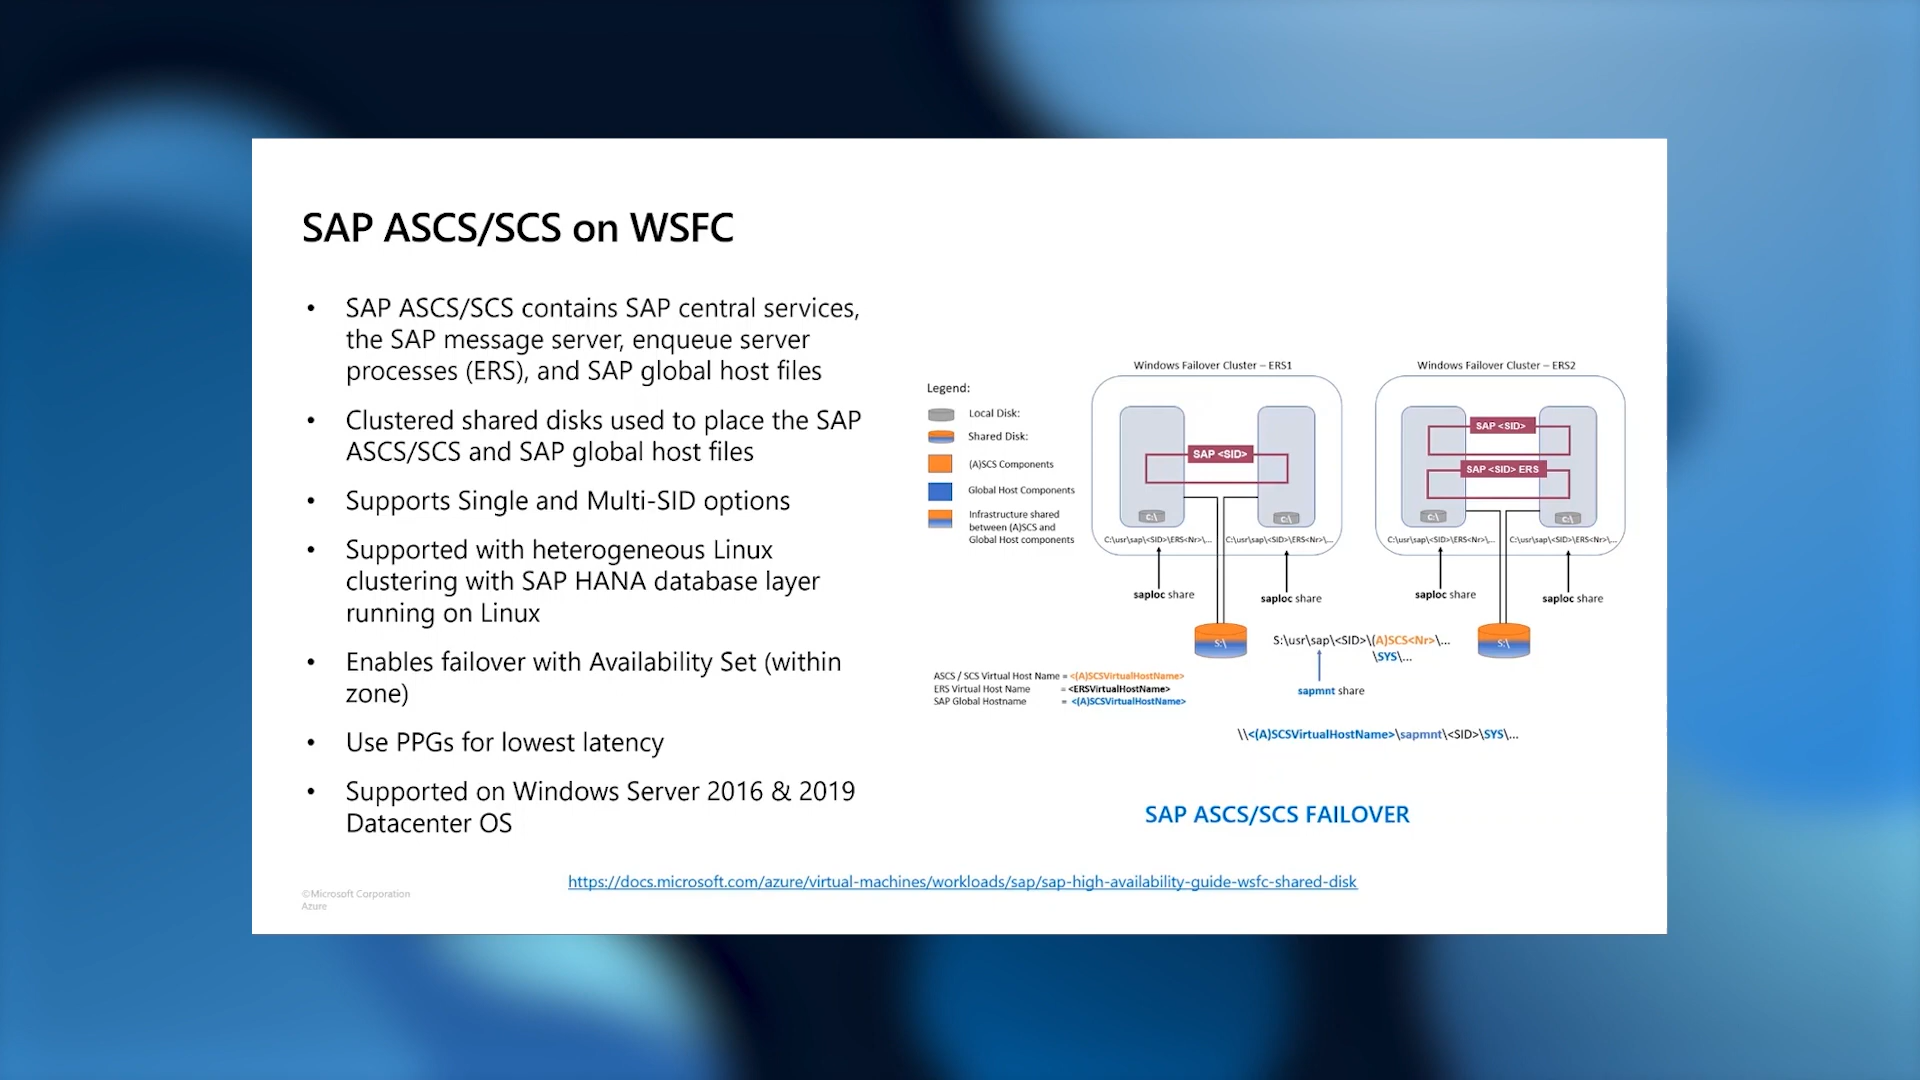 SAP ASCS/SCS on WSFC
• SAP ASCS/SCS contains SAP central services,
the SAP message server, enqueue server
processes (ERS), and SAP global host files
• Clustered shared disks used to place the SAP
ASCS/SCS and SAP global host files
• Supports Single and Multi-SID options
• Supported with heterogeneous Linux
clustering with SAP HANA database layer
running on Linux
• Enables failover with Availability Set (within
zone)
• Use PPGs for lowest latency
• Supported on Windows Server 2016 & 2019
Datacenter OS
Legend:
Local Disk:
Shared Disk:
(A)SCS Components
Global Host Components
Infrastructure shared
between (A)SCS and
Global Host components
Windows Failover Cluster – ERS1
SAP <SID>
C:\
C:\
C:\usr\sap\<SID>\ERS<Nr>\...
C:\usr\sap\<SID>\ERS<Nr>\...
saploc share
saploc share
Windows Failover Cluster – ERS2
SAP <SID>
SAP <SID> ERS
C:\
C:\
C:\usr\sap\<SID>\ERS<Nr>\...
C:\usr\sap\<SID>\ERS<Nr>\...
saploc share
saploc share
S:\
S:\usr\sap\<SID>\(A)SCS<Nr>\...
\SYS\...
S:\
sapmnt share
ASCS / SCS Virtual Host Name = <(A)SCSVirtualHostName>
ERS Virtual Host Name = <ERSVirtualHostName>
SAP Global Hostname = <(A)SCSVirtualHostName>
\\<(A)SCSVirtualHostName>\sapmnt\<SID>\SYS\...
SAP ASCS/SCS FAILOVER
https://docs.microsoft.com/azure/virtual-machines/workloads/sap/sap-high-availability-guide-wsfc-shared-disk
©Microsoft Corporation
Azure